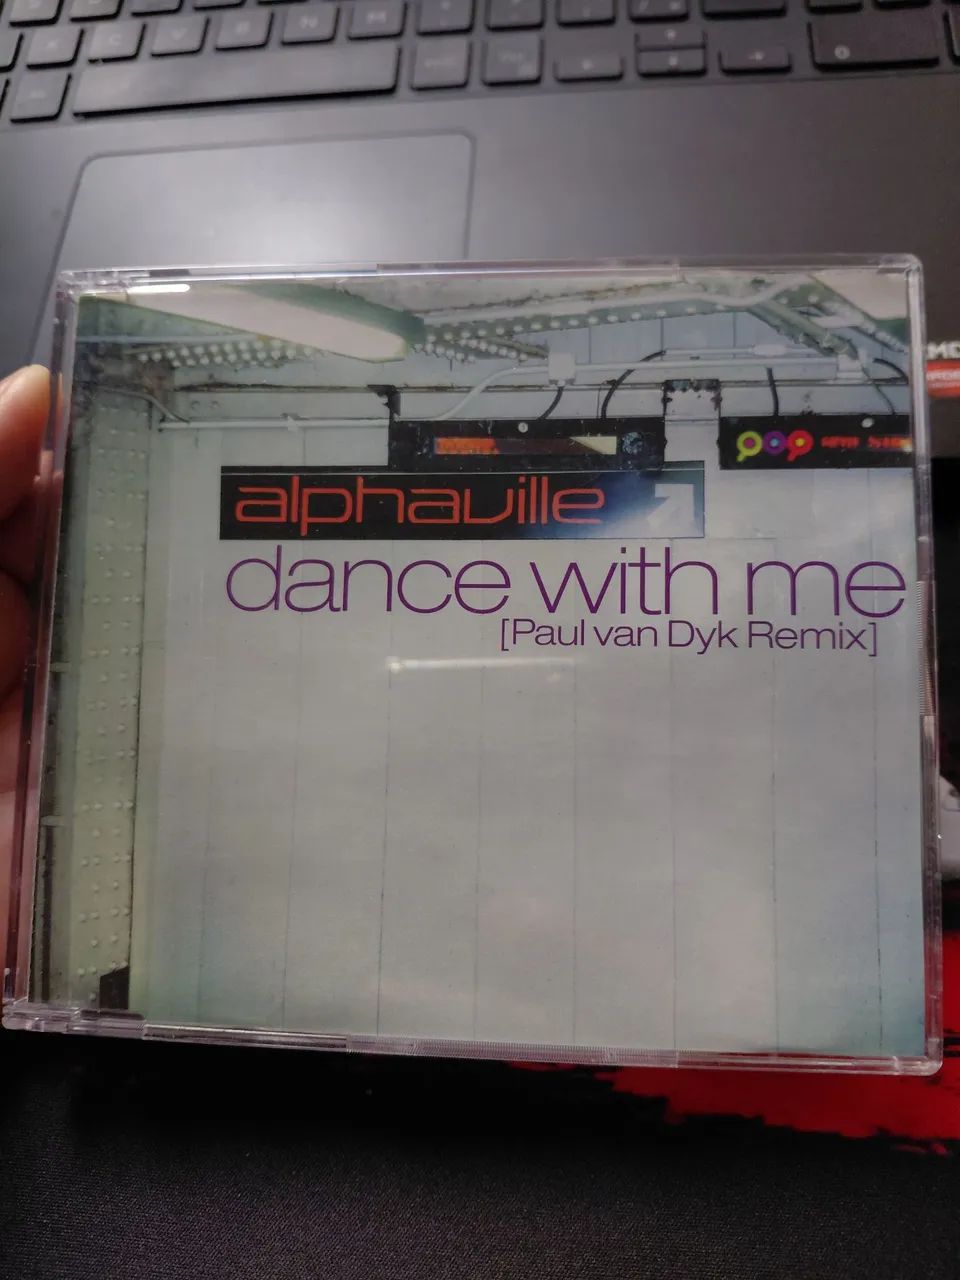 X C V B N M
pop
alphaville
dance with me
[Paul van Dyk Remix]